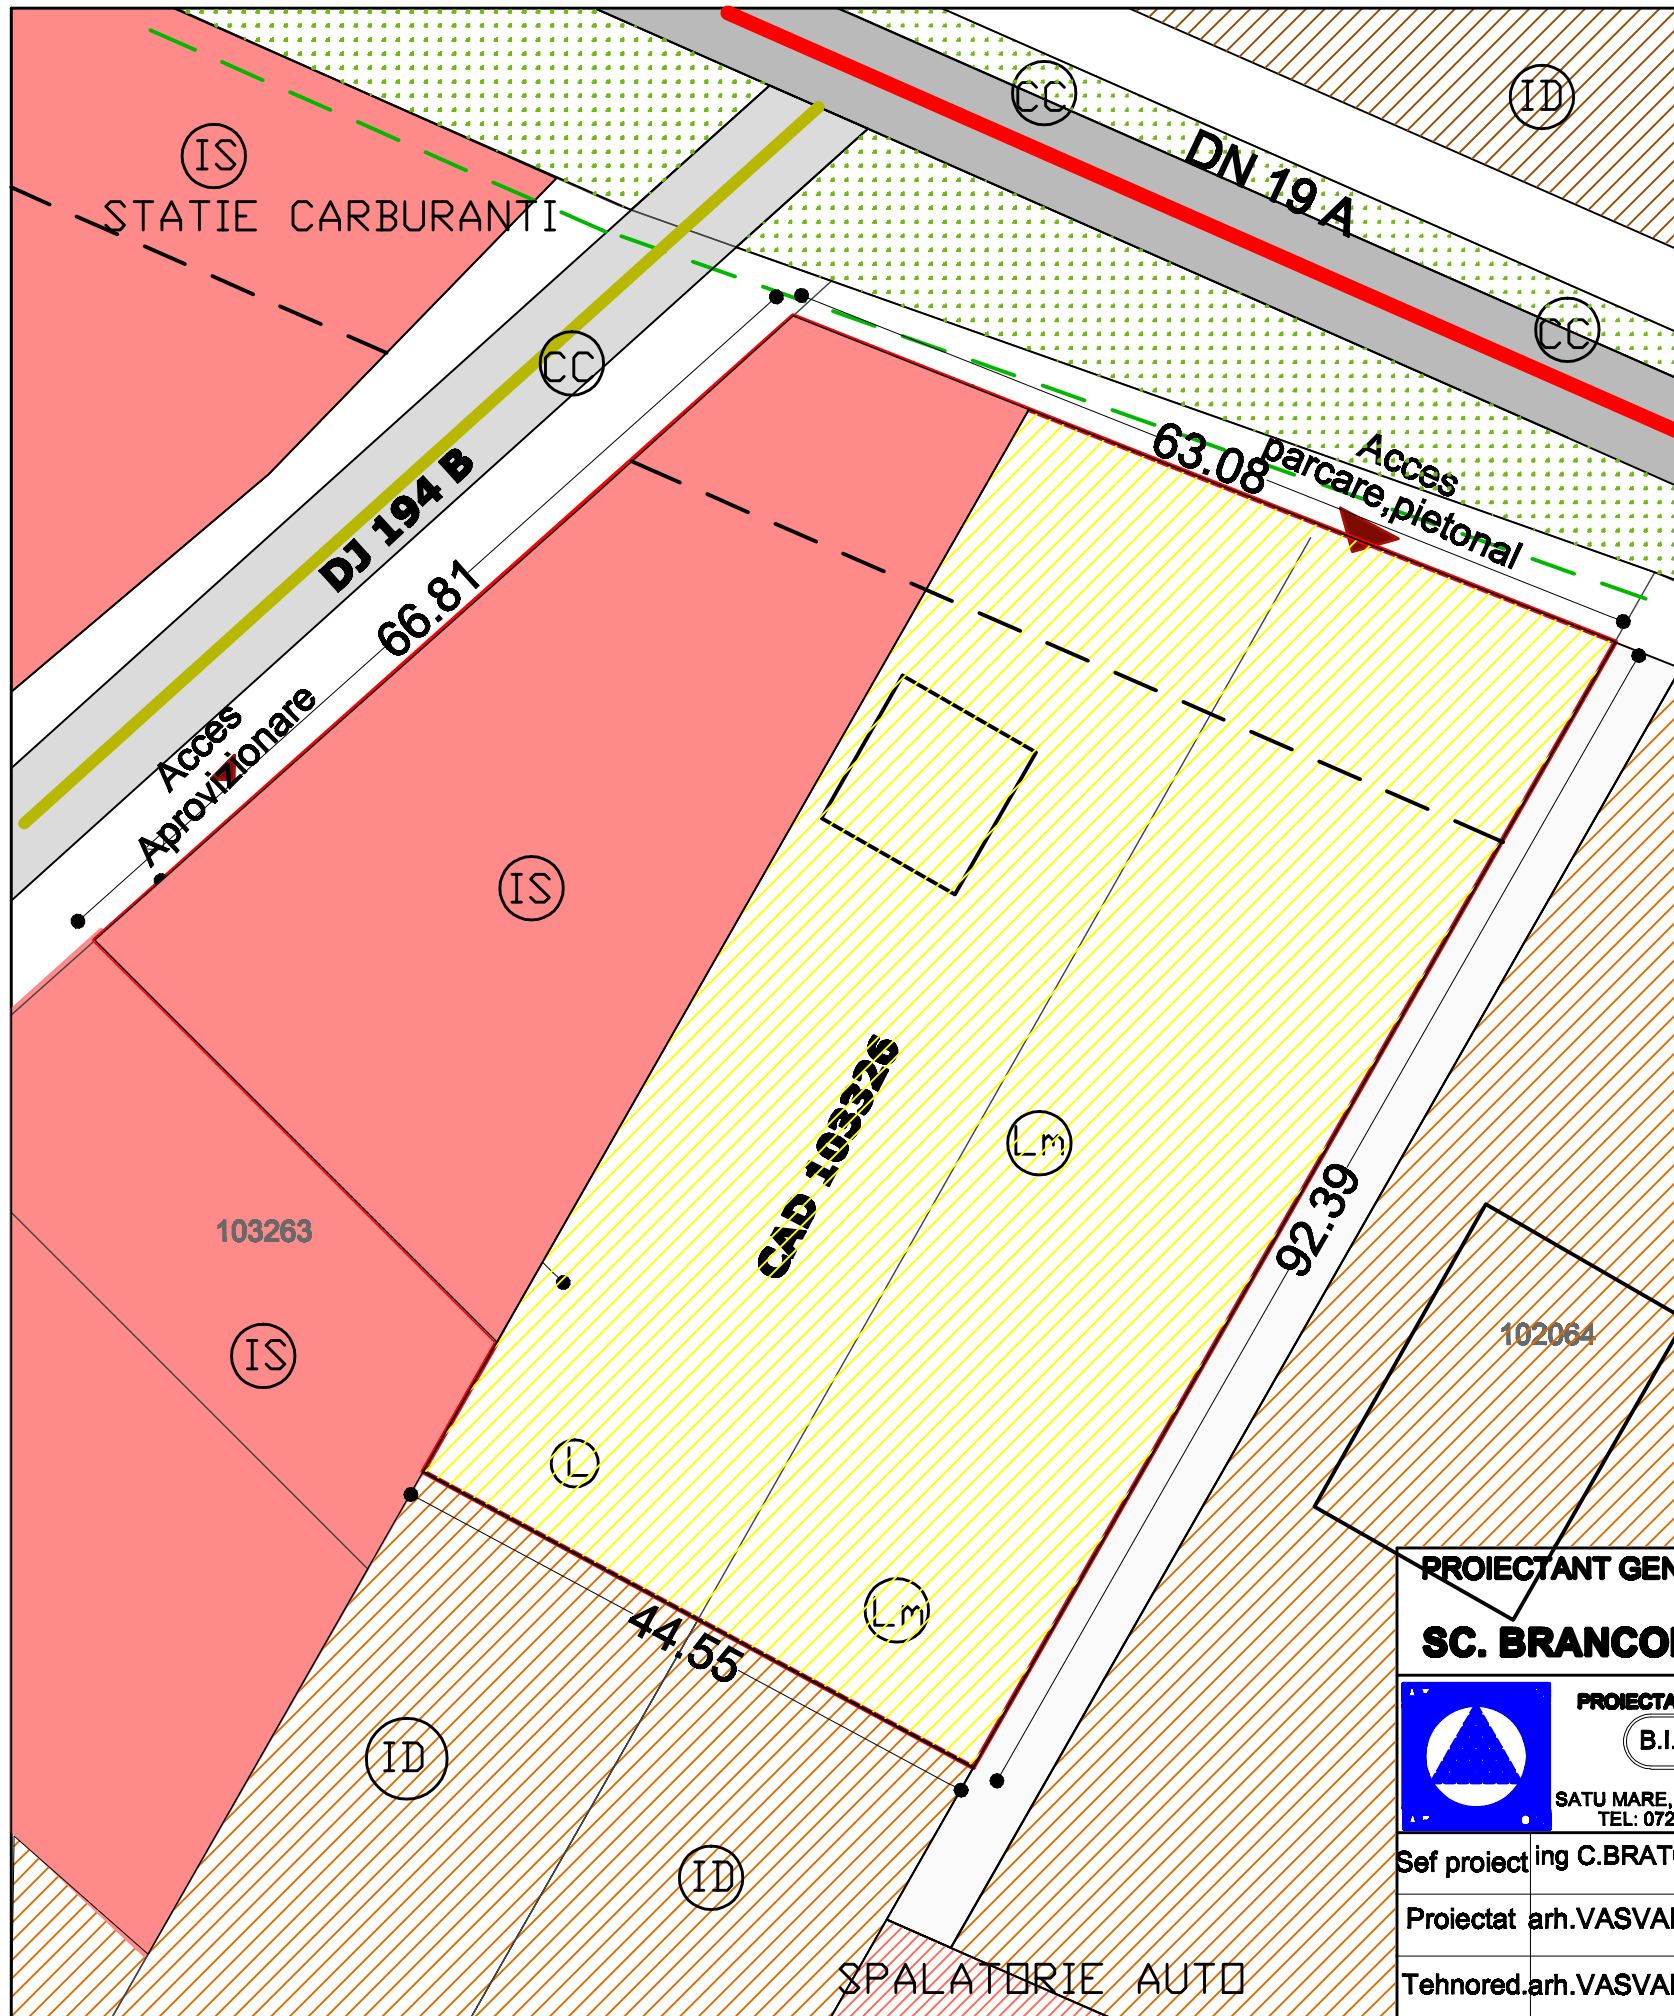 CC
ID
IS
DN 19 A
STATIE CARBURANTI
CC
CC
63.08
Acces
parcare,pietonal
DJ 194 B
66.81
Acces
Aprovizionare
IS
CAD 103326
Lm
92.39
103263
IS
102064
L
Lm
44.55
ID
ID
SPALATORIE AUTO
PROIECTANT GEN
SC. BRANCO
PROIECTA
B.I.
SATU MARE,
TEL: 072
Sef proiect ing C.BRAT
Proiectat arh.VASVA
Tehnored. arh.VASVA